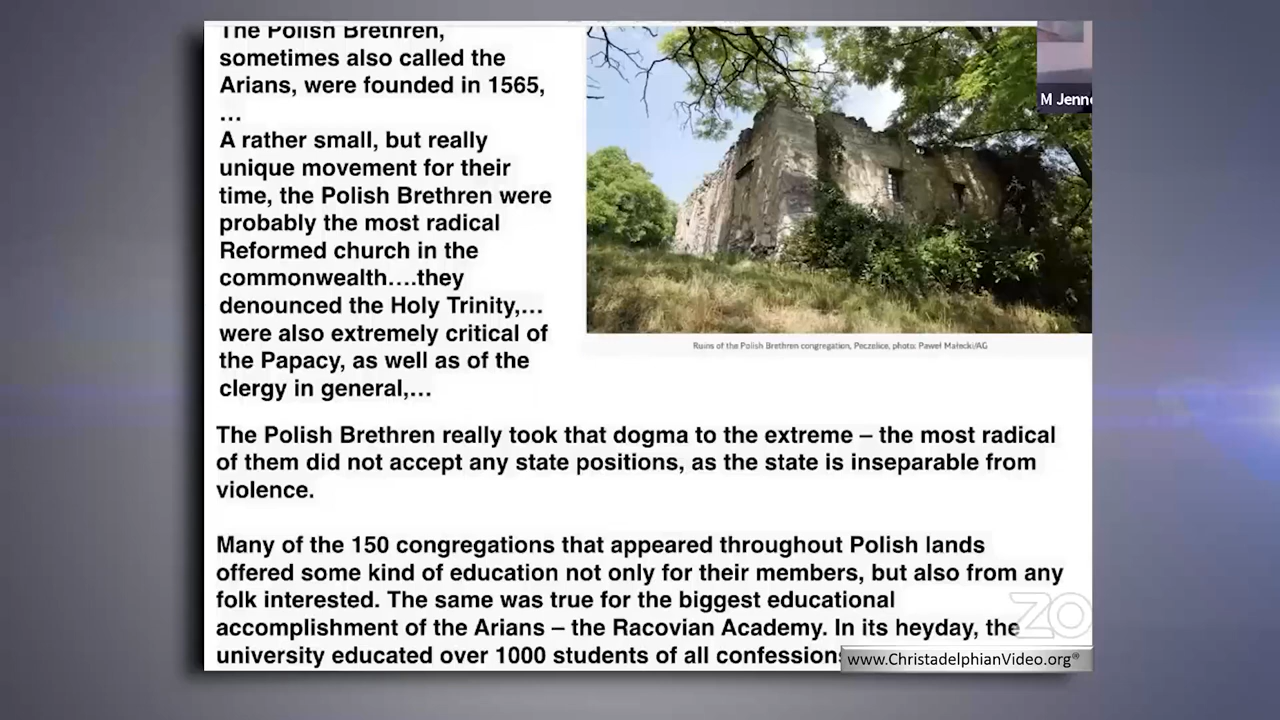 The Polish Brethren,
sometimes also called the
Arians, were founded in 1565,
…
A rather small, but really
unique movement for their
time, the Polish Brethren were
probably the most radical
Reformed church in the
commonwealth….they
denounced the Holy Trinity,…
were also extremely critical of
the Papacy, as well as of the
clergy in general,…
M Jenne
Ruins of the Polish Brethren congregation, Peczelice, photo: Paweł Małecki/AG
The Polish Brethren really took that dogma to the extreme – the most radical
of them did not accept any state positions, as the state is inseparable from
violence.
Many of the 150 congregations that appeared throughout Polish lands
offered some kind of education not only for their members, but also from any
folk interested. The same was true for the biggest educational
accomplishment of the Arians – the Racovian Academy. In its heyday, the
university educated over 1000 students of all confessions
ZO
www.ChristadelphianVideo.org®